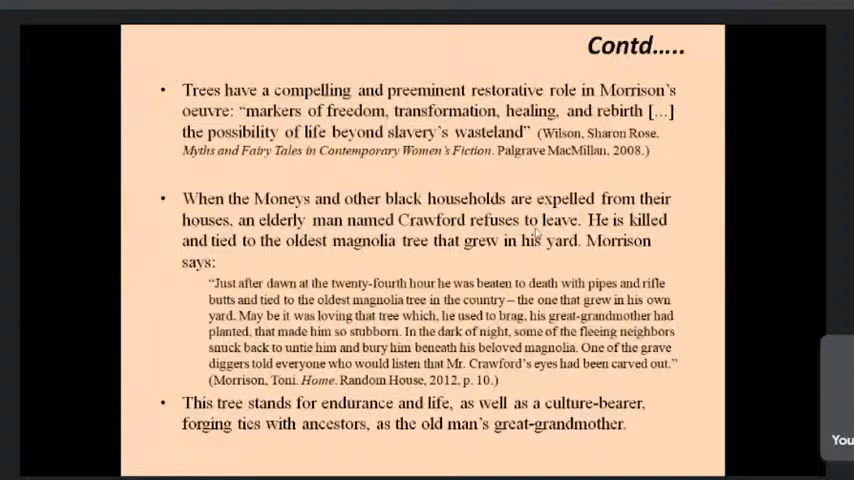 Contd…..
• Trees have a compelling and preeminent restorative role in Morrison's
oeuvre: "markers of freedom, transformation, healing, and rebirth [...]
the possibility of life beyond slavery's wasteland" (Wilson, Sharon Rose.
Myths and Fairy Tales in Contemporary Women's Fiction. Palgrave MacMillan, 2008.)
• When the Moneys and other black households are expelled from their
houses, an elderly man named Crawford refuses to leave. He is killed
and tied to the oldest magnolia tree that grew in his yard. Morrison
says:
"Just after dawn at the twenty-fourth hour he was beaten to death with pipes and rifle
butts and tied to the oldest magnolia tree in the country – the one that grew in his own
yard. May be it was loving that tree which, he used to brag, his great-grandmother had
planted, that made him so stubborn. In the dark of night, some of the fleeing neighbors
snuck back to untie him and bury him beneath his beloved magnolia. One of the grave
diggers told everyone who would listen that Mr. Crawford's eyes had been carved out."
(Morrison, Toni. Home. Random House, 2012. p. 10.)
• This tree stands for endurance and life, as well as a culture-bearer,
forging ties with ancestors, as the old man's great-grandmother.
You